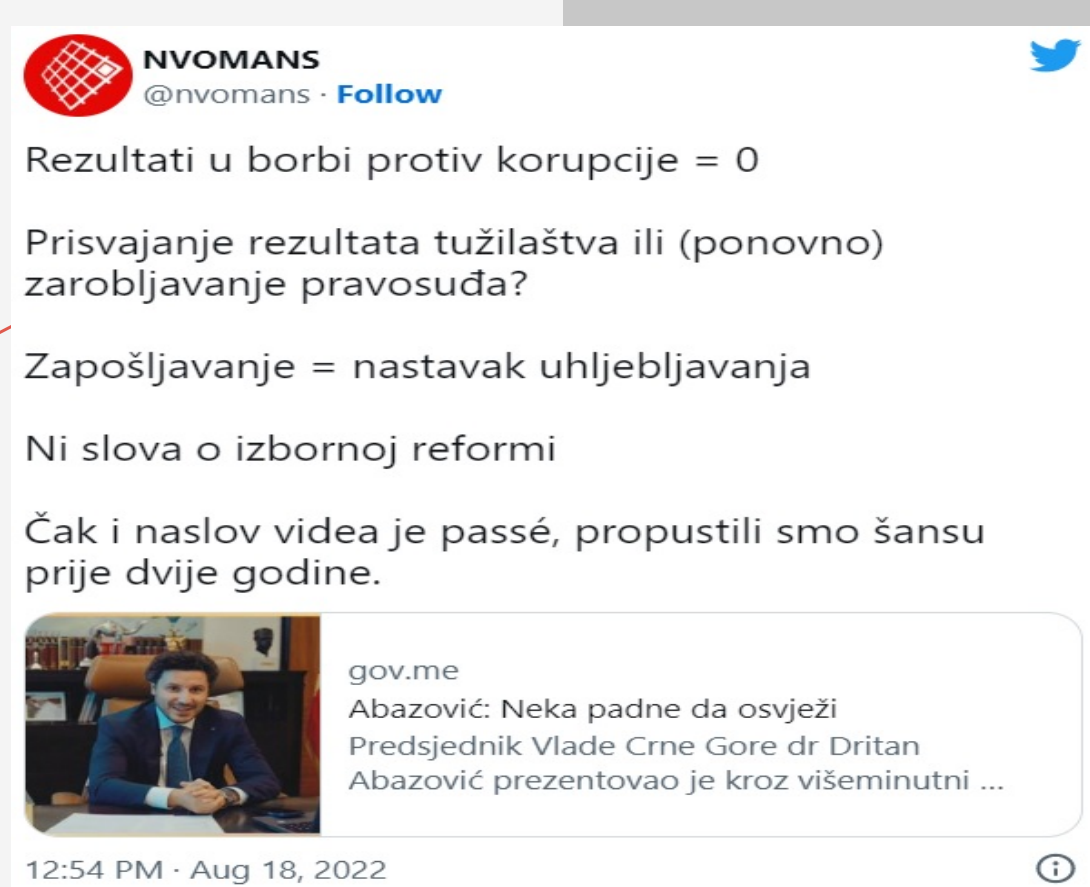 NVOMANS
@nvomans · Follow
Rezultati u borbi protiv korupcije = 0
Prisvajanje rezultata tužilaštva ili (ponovno)
zarobljavanje pravosuđa?
Zapošljavanje = nastavak uhljebljavanja
Ni slova o izbornoj reformi
Čak i naslov videa je passé, propustili smo šansu
prije dvije godine.
gov.me
Abazović: Neka padne da osvježi
Predsjednik Vlade Crne Gore dr Dritan
Abazović prezentovao je kroz višeminutni ...
12:54 PM · Aug 18, 2022